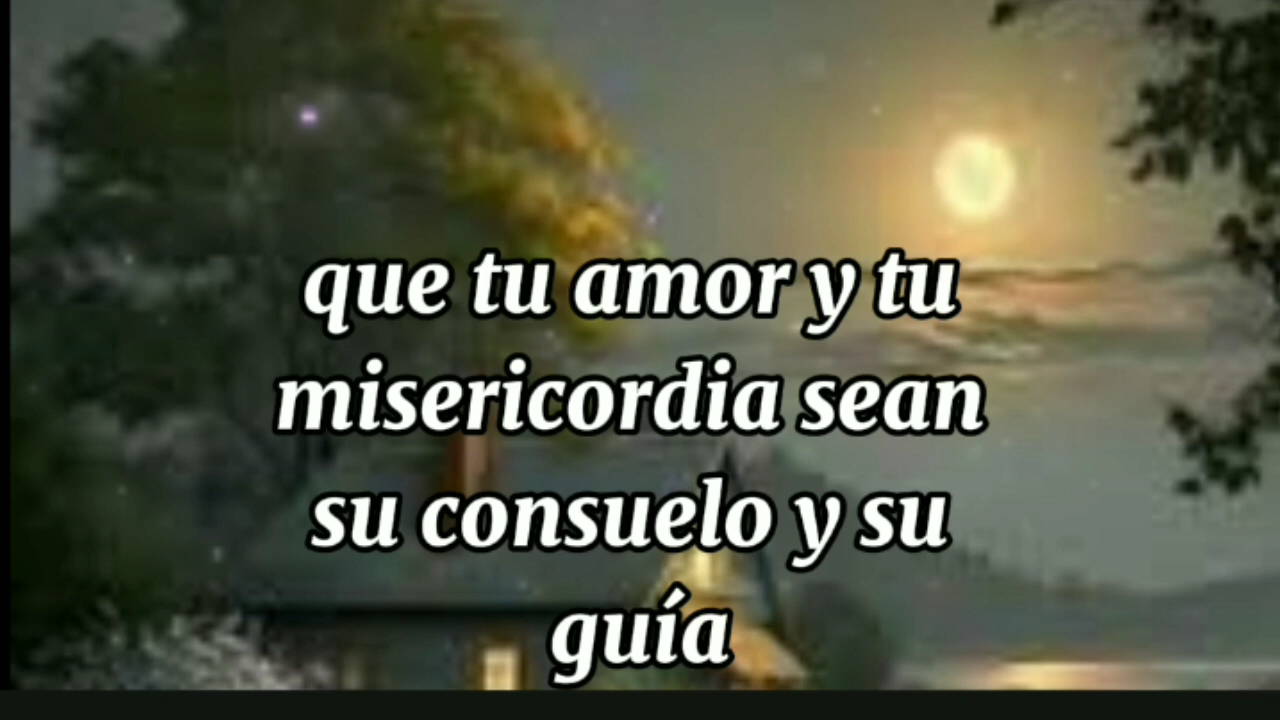 que tu amor y tu
misericordia sean
su consuelo y su
guía